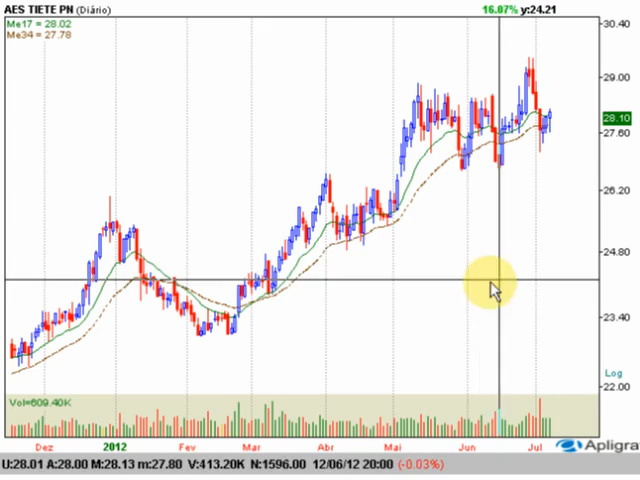 AES TIETE PN (Diário) 16.07% y:24.21
Me17 = 28.02
Me34 = 27.78
30.40
29.00
28.10
27.60
26.20
24.80
23.40
Log
22.00
Vol=609.40K
Dez 2012 Fev Mar Abr Mai Jun Jul
Apligra
U:28.01 A:28.00 M:28.13 m:27.80 V:413.20K N:1596.00 12/06/12 20:00 (-0.03%)